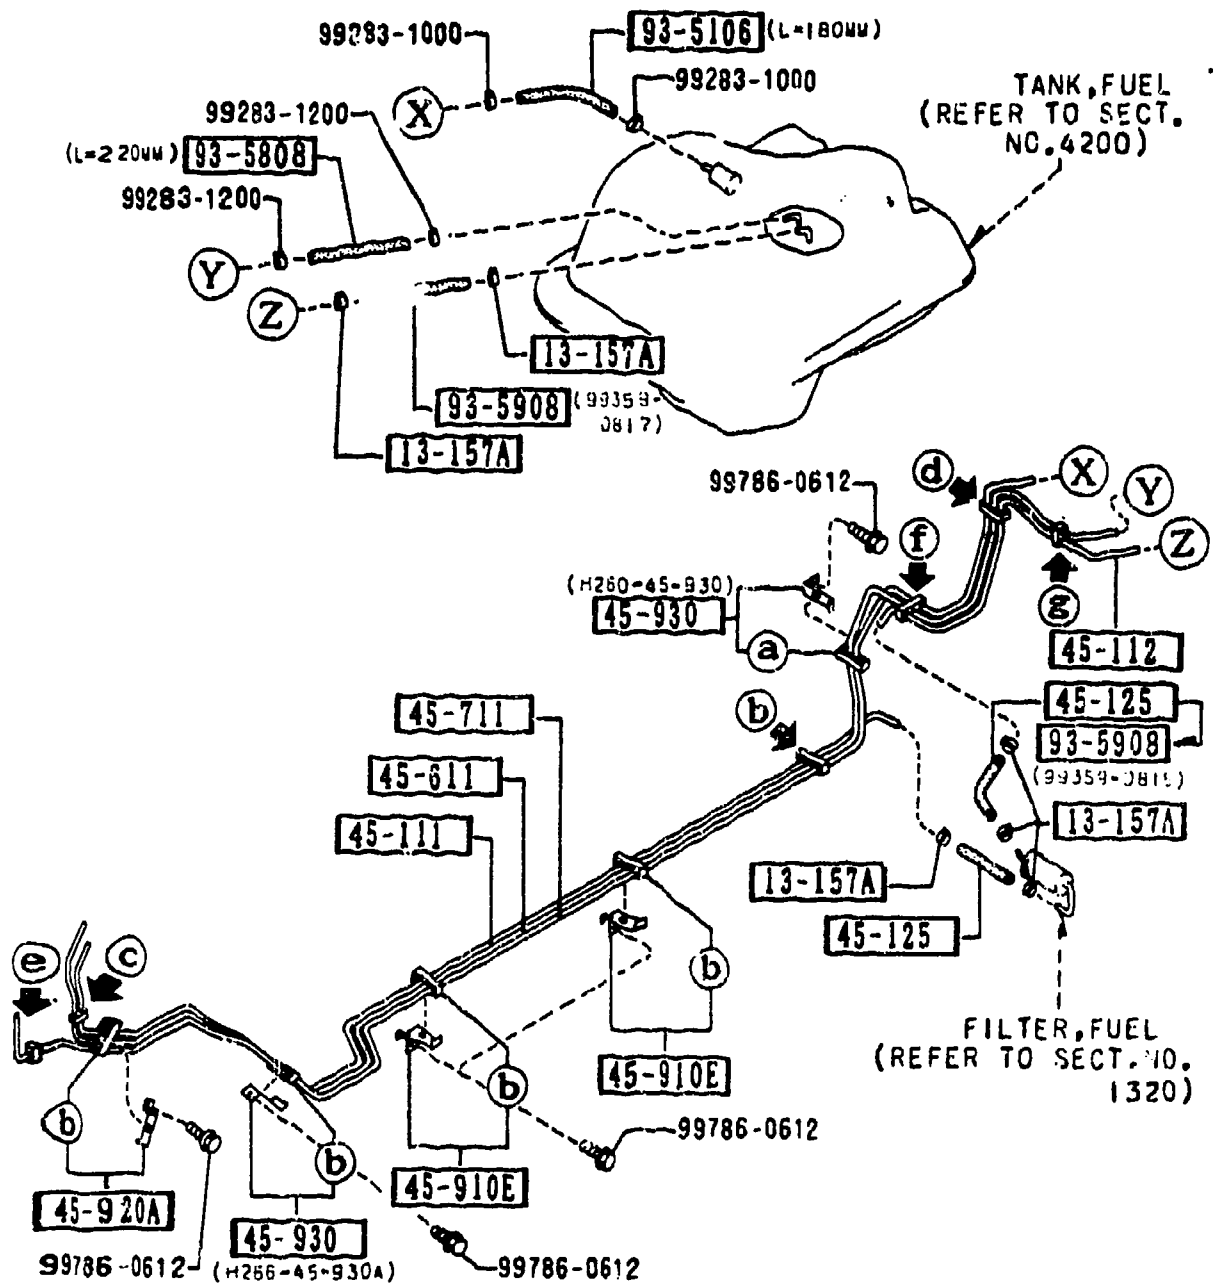 99283-1000
93-5106 (L=180MM)
99283-1000
X
TANK, FUEL
(REFER TO SECT.
NO.4200)
99283-1200
(L=220MM) 93-5808
99283-1200
Y
Z
13-157A
93-5908 (99359-
0817)
13-157A
99786-0612
d
X
Y
f
Z
(H260-45-930)
45-930
g
a
45-112
45-711
b
45-125
93-5908
45-611
45-111
13-157A
13-157A
45-125
e
c
b
FILTER, FUEL
(REFER TO SECT. NO.
1320)
45-910E
b
b
99786-0612
b
45-910E
45-920A
45-930
99786-0612
(H266-45-930A)
99786-0612